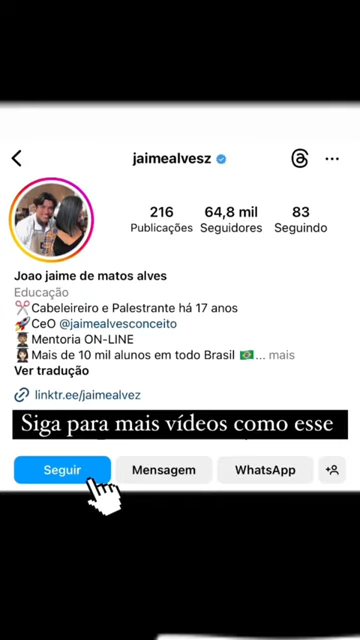 jaimealvesz
216
64,8 mil
83
Publicações
Seguidores
Seguindo
Joao jaime de matos alves
Educação
Cabeleireiro e Palestrante há 17 anos
CeO @jaimealvesconceito
Mentoria ON-LINE
Mais de 10 mil alunos em todo Brasil 🇧🇷... mais
Ver tradução
linktr.ee/jaimealvez
Siga para mais vídeos como esse
Seguir
Mensagem
WhatsApp